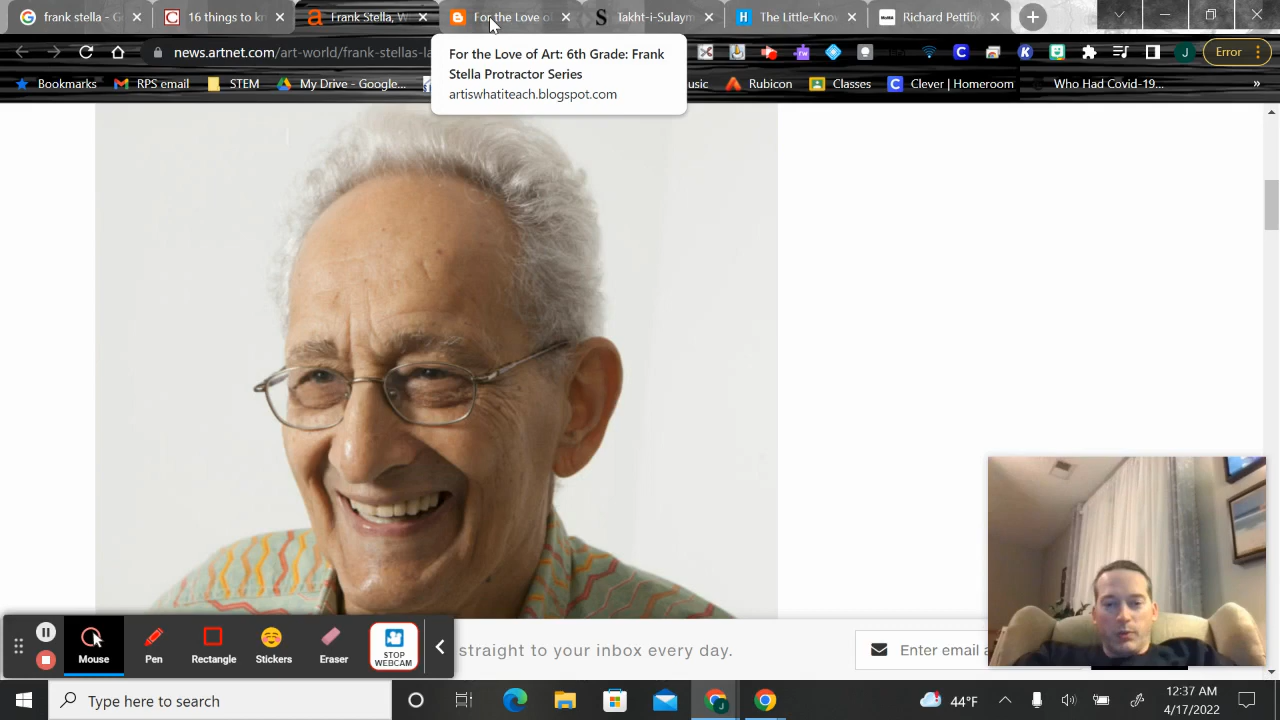 Frank stella - G
16 things to kn
Frank Stella, W
For the Love of
Takht-i-Sulaym
The Little-Know
Richard Pettib
news.artnet.com/art-world/frank-stellas-la
Error
Bookmarks
RPS email
STEM
My Drive - Google...
usic
Rubicon
Classes
Clever | Homeroom
Who Had Covid-19...
»
For the Love of Art: 6th Grade: Frank
Stella Protractor Series
artiswhatiteach.blogspot.com
straight to your inbox every day.
Enter email a
Mouse
Pen
Rectangle
Stickers
Eraser
STOP
WEBCAM
Type here to search
44°F
12:37 AM
4/17/2022